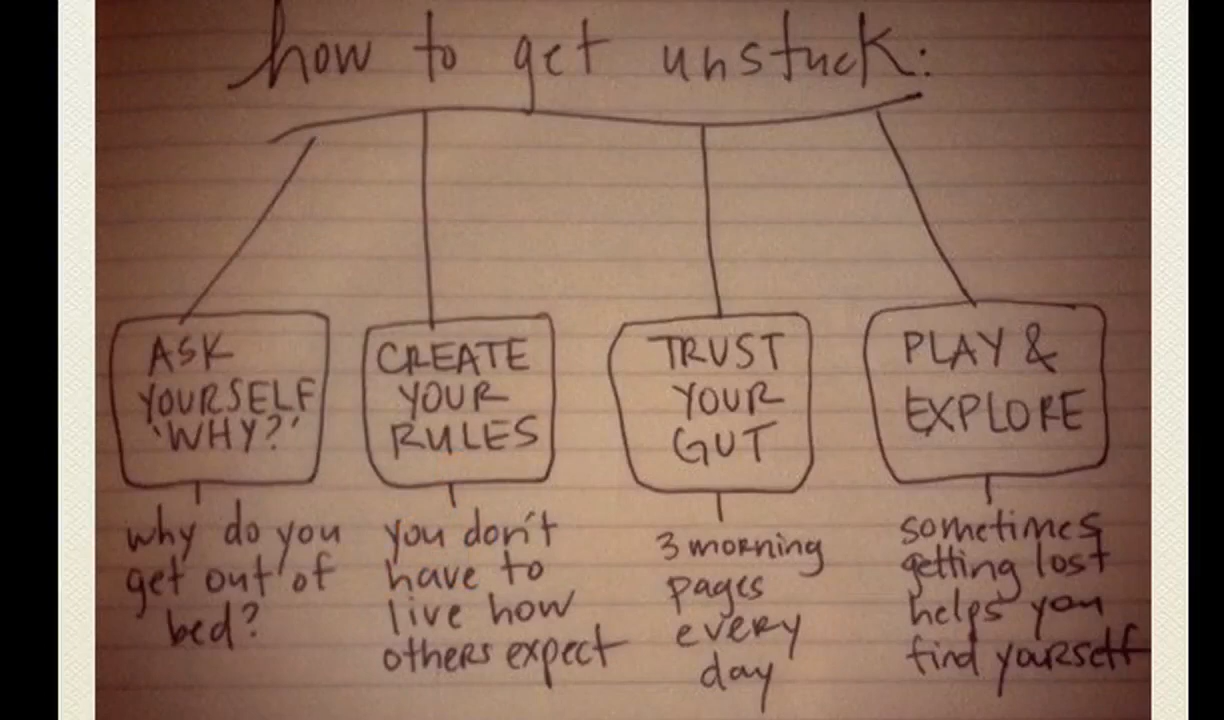 how to get unstuck:
ASK
YOURSELF
'WHY?'
why do you
get out of
bed?
CREATE
YOUR
RULES
you don't
have to
live how
others expect
TRUST
YOUR
GUT
3 morning
pages
every
day
PLAY &
EXPLORE
sometimes
getting lost
helps you
find yourself